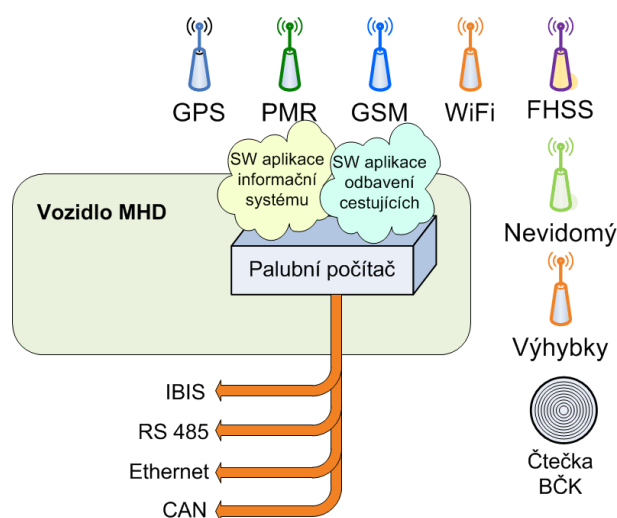 GPS PMR GSM WiFi FHSS
SW aplikace
informační
systému
SW aplikace
odbavení
cestujících
Vozidlo MHD
Palubní počítač
Nevidomý
Výhybky
IBIS
RS 485
Ethernet
CAN
Čtečka
BČK